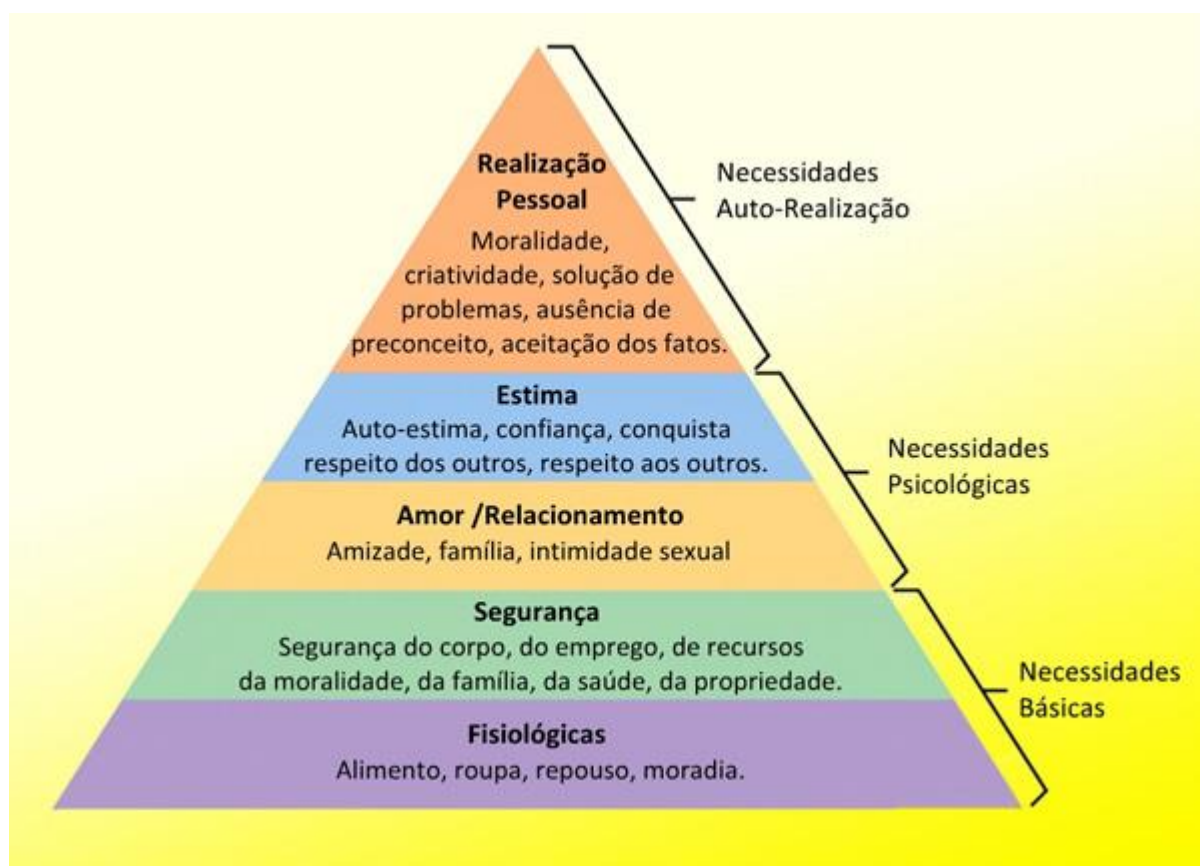 Realização
Pessoal
Moralidade,
criatividade, solução de
problemas, ausência de
preconceito, aceitação dos fatos.
Necessidades
Auto-Realização
Estima
Auto-estima, confiança, conquista
respeito dos outros, respeito aos outros.
Necessidades
Psicológicas
Amor /Relacionamento
Amizade, família, intimidade sexual
Segurança
Segurança do corpo, do emprego, de recursos
da moralidade, da família, da saúde, da propriedade.
Necessidades
Básicas
Fisiológicas
Alimento, roupa, repouso, moradia.